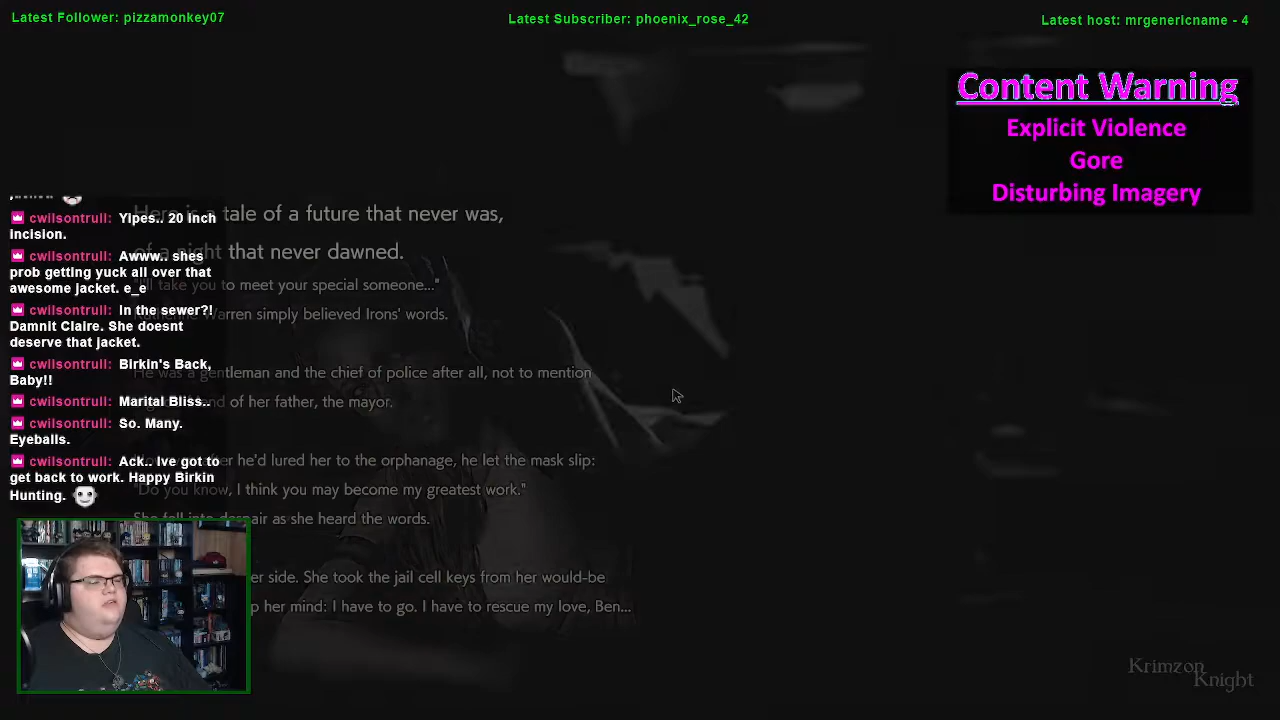 Latest Follower: pizzamonkey07
Latest Subscriber: phoenix_rose_42
Latest host: mrgenericname - 4
Content Warning
Explicit Violence
Gore
Disturbing Imagery
cwilsontrull: Yipes.. 20 inch
incision.
cwilsontrull: Awww.. shes
prob getting yuck all over that
awesome jacket. e_e
cwilsontrull: In the sewer?!
Damnit Claire. She doesnt
deserve that jacket.
cwilsontrull: Birkin's Back,
Baby!!
cwilsontrull: Marital Bliss..
cwilsontrull: So. Many.
Eyeballs.
cwilsontrull: Ack.. Ive got to
get back to work. Happy Birkin
Hunting.
Here is a tale of a future that never was,
of a night that never dawned.
"I'll take you to meet your special someone..."
Katherine Warren simply believed Irons' words.
He was a gentleman and the chief of police after all, not to mention
of her father, the mayor.
he'd lured her to the orphanage, he let the mask slip:
"Do you know, I think you may become my greatest work."
She fell into despair as she heard the words.
side. She took the jail cell keys from her would-be
her mind: I have to go. I have to rescue my love, Ben...
Krimzon
Knight